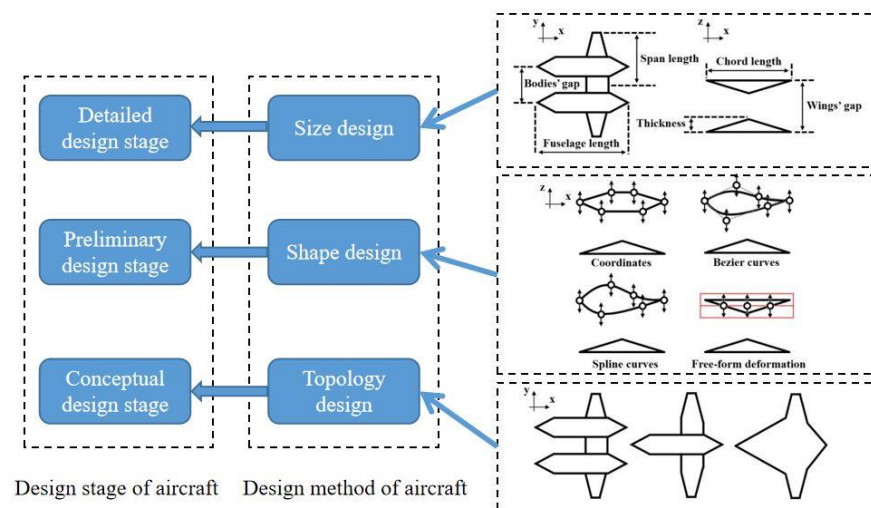 Detailed
design stage
Size design
Preliminary
design stage
Shape design
Conceptual
design stage
Topology
design
Design stage of aircraft
Design method of aircraft
y
x
Span length
Bodies' gap
Fuselage length
z
x
Chord length
Wings' gap
Thickness
z
x
Coordinates
Bezier curves
Spline curves
Free-form deformation
y
x